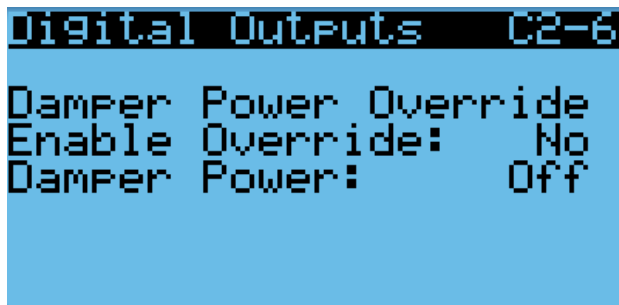 Digital Outputs C2-6
Damper Power Override
Enable Override: No
Damper Power: Off